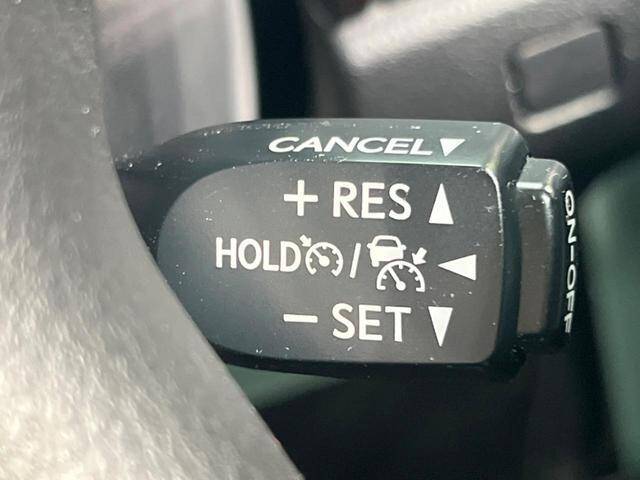 CANCEL▼
+ RES ▲
HOLD / ◀
− SET ▼
ON-OFF